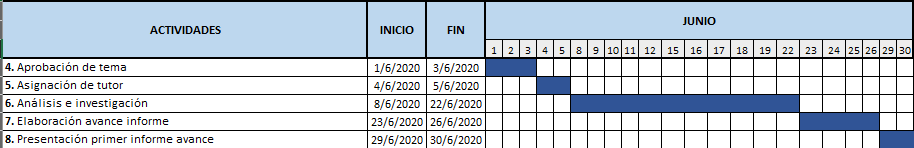 ACTIVIDADES INICIO FIN JUNIO
1 2 3 4 5 8 9 10 11 12 15 16 17 18 19 22 23 24 25 26 29 30
4. Aprobación de tema 1/6/2020 3/6/2020
5. Asignación de tutor 4/6/2020 5/6/2020
6. Análisis e investigación 8/6/2020 22/6/2020
7. Elaboración avance informe 23/6/2020 26/6/2020
8. Presentación primer informe avance 29/6/2020 30/6/2020